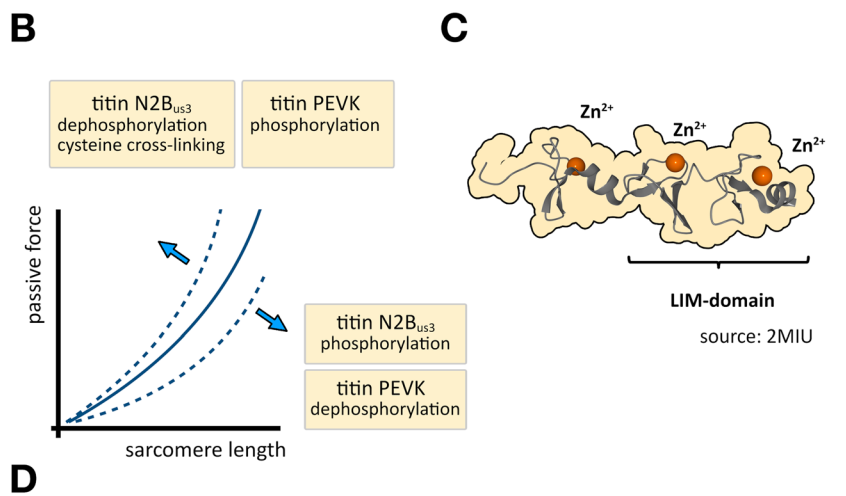 B
titin N2Bus3
dephosphorylation
cysteine cross-linking
titin PEVK
phosphorylation
passive force
sarcomere length
titin N2Bus3
phosphorylation
titin PEVK
dephosphorylation
C
Zn2+
Zn2+
Zn2+
LIM-domain
source: 2MIU
D